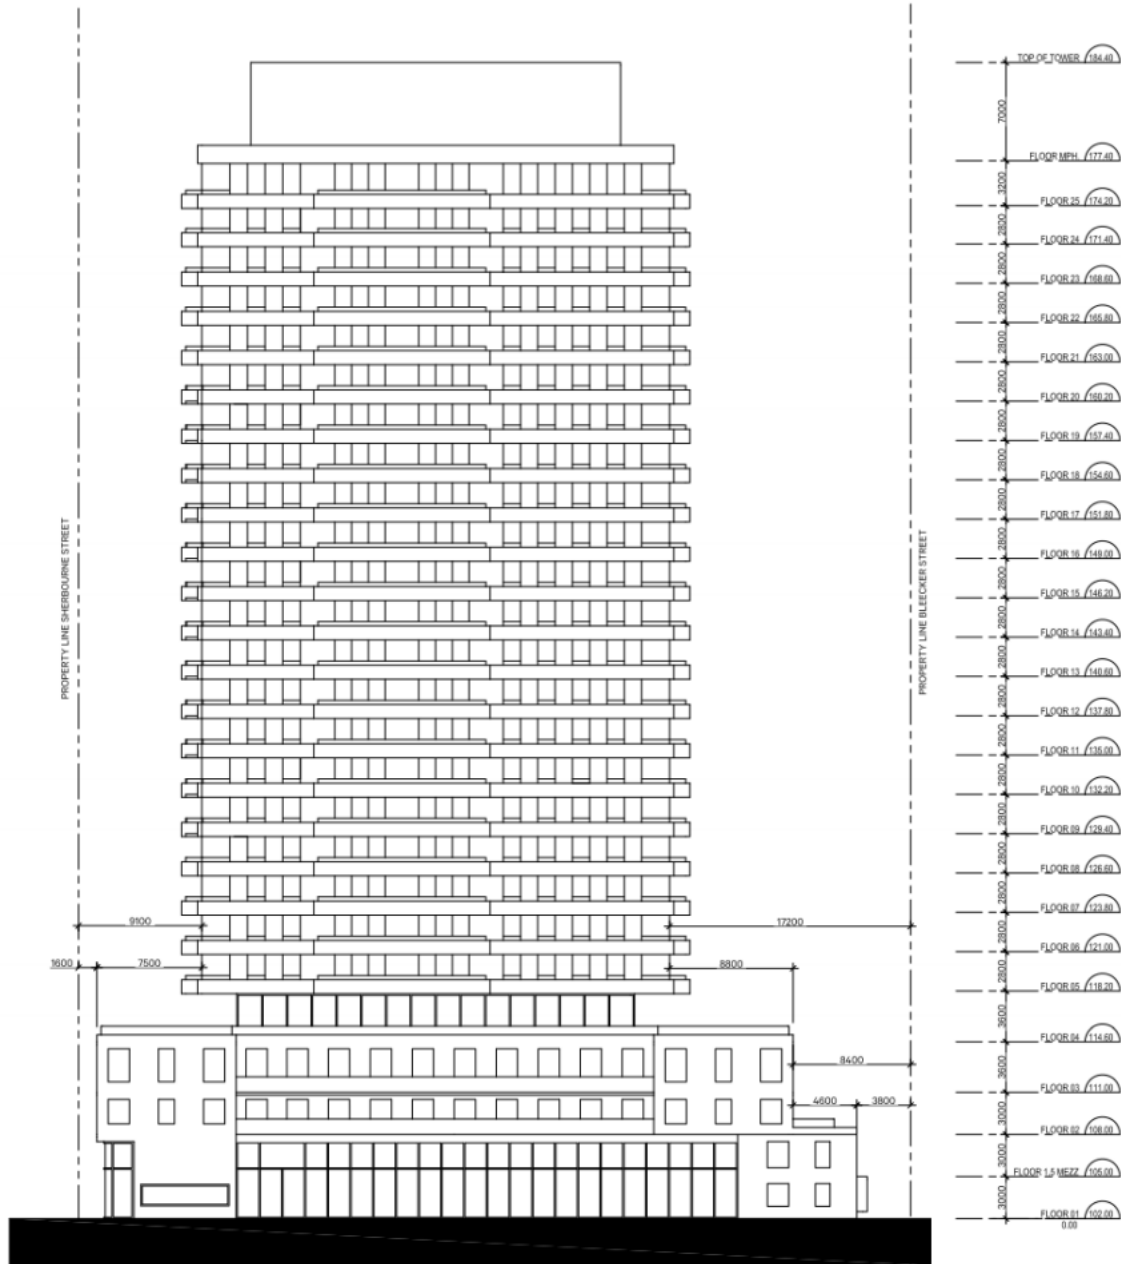 TOP OF TOWER 184.40
7000
FLOOR MPH. 177.40
3200
FLOOR 25 174.20
2800
FLOOR 24 171.40
2800
FLOOR 23 168.60
2800
FLOOR 22 165.80
2800
FLOOR 21 163.00
2800
FLOOR 20 160.20
2800
FLOOR 19 157.40
2800
FLOOR 18 154.60
2800
FLOOR 17 151.80
2800
FLOOR 16 149.00
2800
FLOOR 15 146.20
2800
FLOOR 14 143.40
2800
FLOOR 13 140.60
2800
FLOOR 12 137.80
2800
FLOOR 11 135.00
2800
FLOOR 10 132.20
2800
FLOOR 09 129.40
2800
FLOOR 08 126.60
2800
FLOOR 07 123.80
2800
FLOOR 06 121.00
2800
FLOOR 05 118.20
3600
FLOOR 04 114.60
3600
FLOOR 03 111.00
3000
FLOOR 02 108.00
3000
FLOOR 1.5 MEZZ 105.00
3000
FLOOR 01 102.00
0.00
PROPERTY LINE SHERBOURNE STREET
PROPERTY LINE BLEECKER STREET
9100
17200
1600
7500
8800
8400
4600
3800